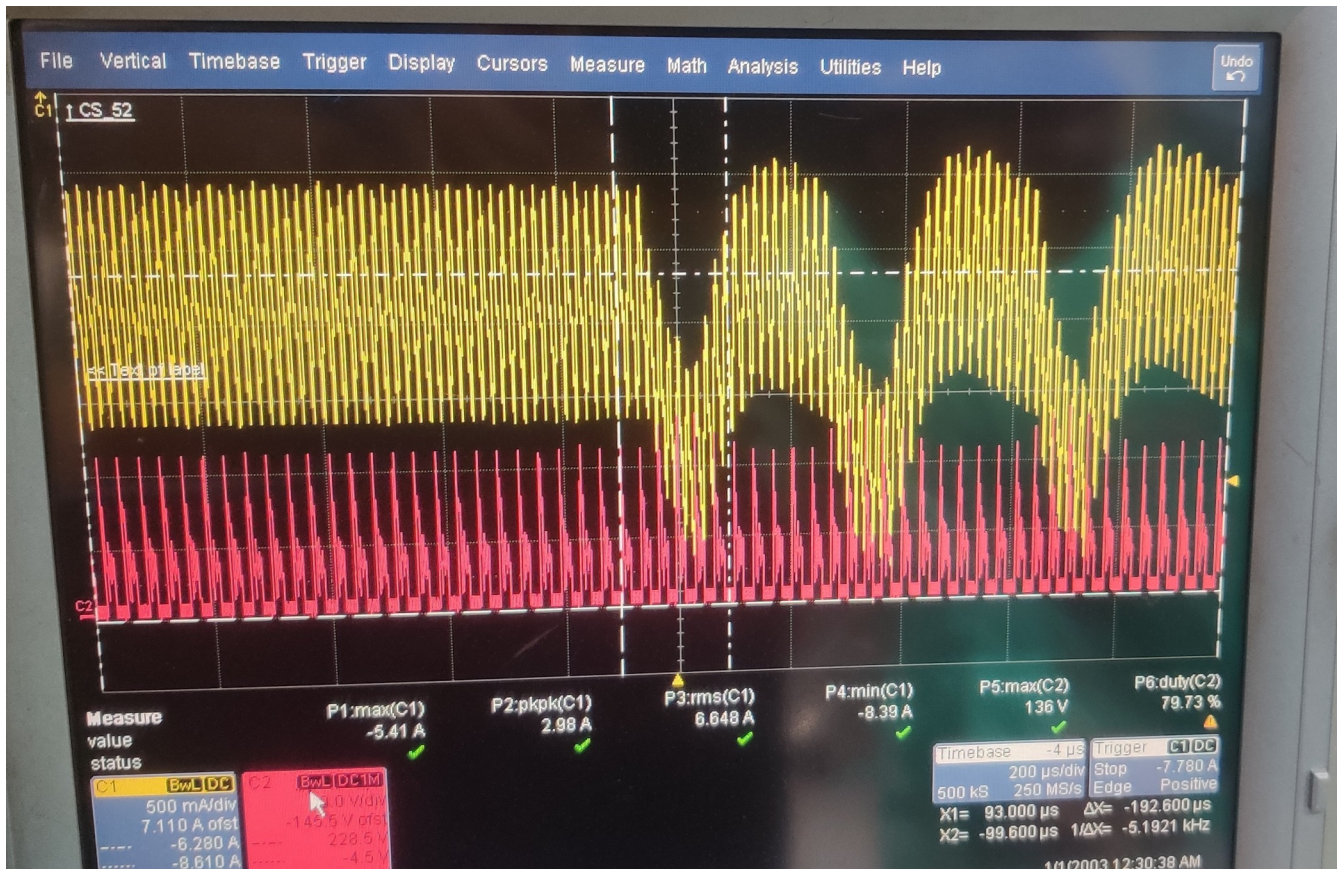 File Vertical Timebase Trigger Display Cursors Measure Math Analysis Utilities Help
Undo
C1
CS_52
<< Text of label
C2
Measure P1:max(C1) P2:pkpk(C1) P3:rms(C1) P4:min(C1) P5:max(C2) P6:duty(C2)
value -5.41 A 2.98 A 6.648 A -8.39 A 136 V 79.73 %
status
C1 BwL DC
500 mA/div
7.110 A ofst
-6.280 A
-8.610 A
C2 BwL DC1M
.0 V/div
-145.5 V ofst
228.5 V
-4.5 V
Timebase -4 µs
200 µs/div
500 kS 250 MS/s
Trigger C1 DC
Stop -7.780 A
Edge Positive
X1= 93.000 µs ΔX= -192.600 µs
X2= -99.600 µs 1/ΔX= -5.1921 kHz
1/1/2003 12:30:38 AM